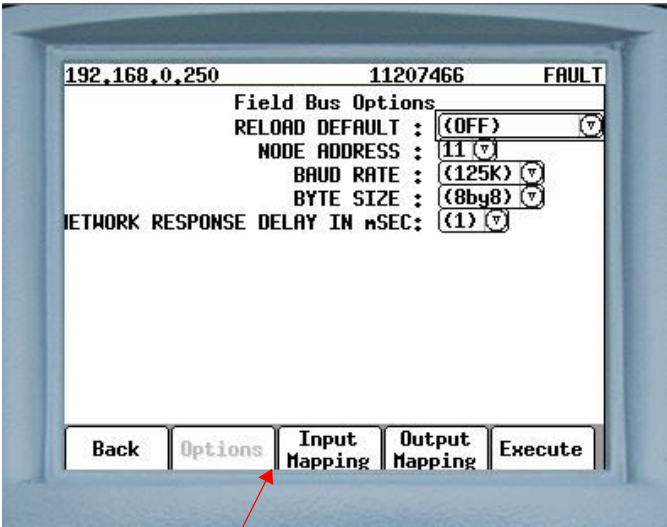 192.168.0.250 11207466 FAULT
Field Bus Options
RELOAD DEFAULT : (OFF)
NODE ADDRESS : 11
BAUD RATE : (125K)
BYTE SIZE : (8by8)
IETWORK RESPONSE DELAY IN mSEC: (1)
Back Options Input Mapping Output Mapping Execute